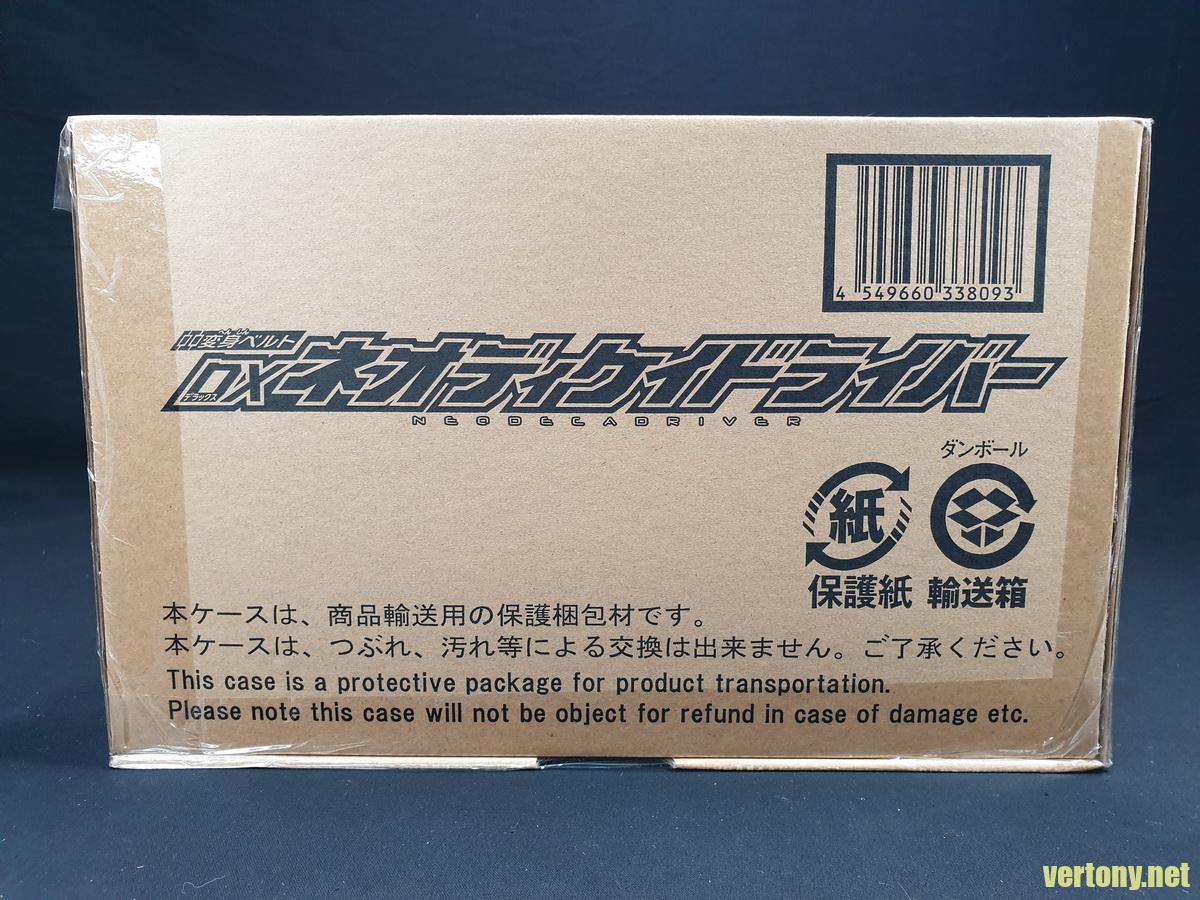 4 549660 338093
変身ベルト
へんしん
DXネオディケイドライバー
デラックス
NEODECADRIVER
ダンボール
紙
保護紙 輸送箱
本ケースは、商品輸送用の保護梱包材です。
本ケースは、つぶれ、汚れ等による交換は出来ません。ご了承ください。
This case is a protective package for product transportation.
Please note this case will not be object for refund in case of damage etc.
vertony.net